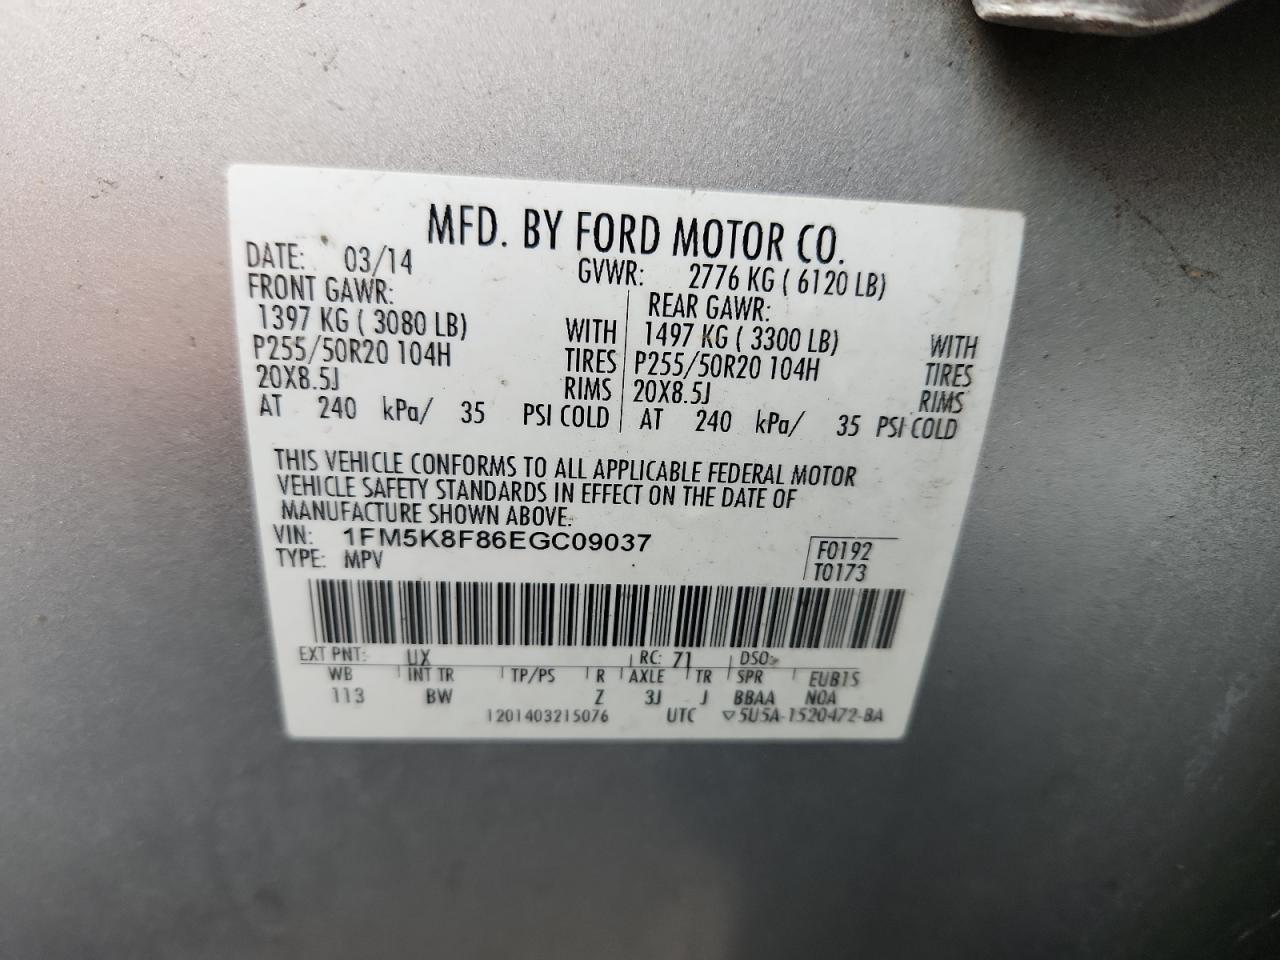 MFD. BY FORD MOTOR CO.
DATE: 03/14 GVWR: 2776 KG ( 6120 LB)
FRONT GAWR: REAR GAWR:
1397 KG ( 3080 LB) WITH 1497 KG ( 3300 LB) WITH
P255/50R20 104H TIRES P255/50R20 104H TIRES
20X8.5J RIMS 20X8.5J RIMS
AT 240 kPa/ 35 PSI COLD AT 240 kPa/ 35 PSI COLD
THIS VEHICLE CONFORMS TO ALL APPLICABLE FEDERAL MOTOR
VEHICLE SAFETY STANDARDS IN EFFECT ON THE DATE OF
MANUFACTURE SHOWN ABOVE.
VIN: 1FM5K8F86EGC09037 F0192
TYPE: MPV T0173
EXT PNT: UX RC: 71 DSO:
WB INT TR TP/PS R AXLE TR SPR EUB1S
113 BW Z 3J J BBAA NOA
1201403215076 UTC ▽5U5A-1520472-BA